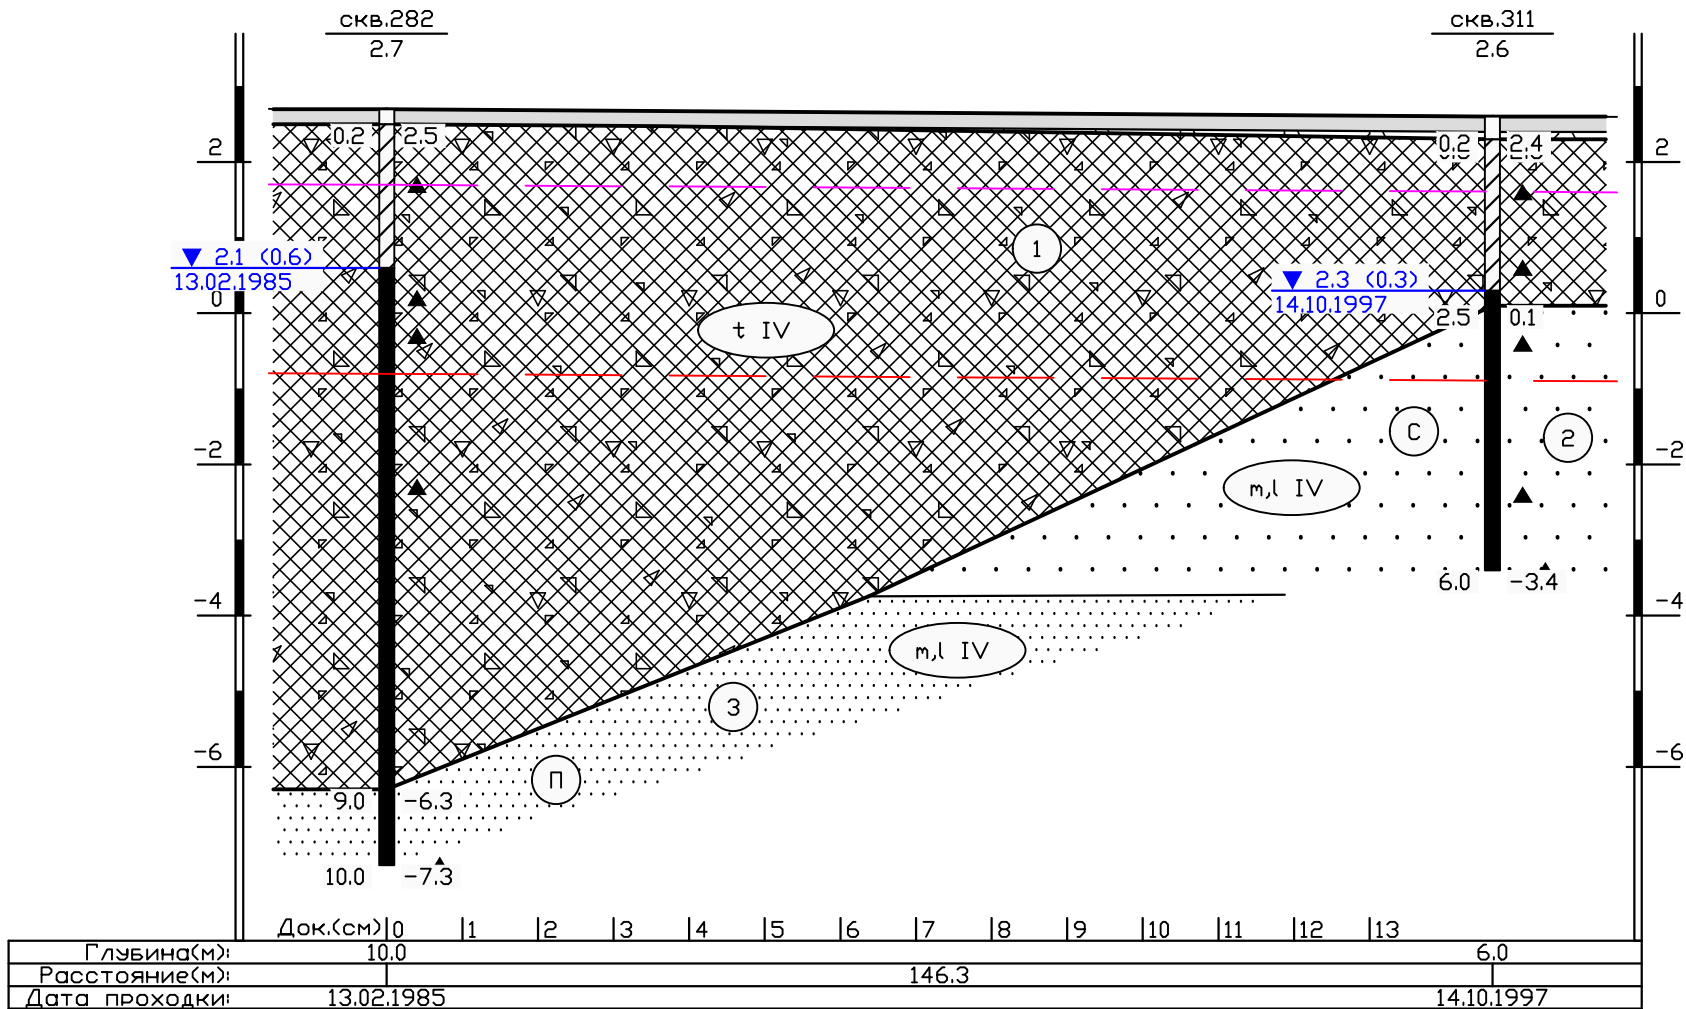 скв.282
2.7
скв.311
2.6
0.2 2.5
0.2 2.4
2
2
2.1 (0.6)
13.02.1985
1
2.3 (0.3)
14.10.1997
0
0
t IV
2.5 0.1
С
2
-2
-2
m,l IV
6.0 -3.4
-4
-4
m,l IV
3
-6
-6
П
9.0 -6.3
10.0 -7.3
Док.(см) 0 1 2 3 4 5 6 7 8 9 10 11 12 13
Глубина(м): 10.0 6.0
Расстояние(м): 146.3
Дата проходки: 13.02.1985 14.10.1997